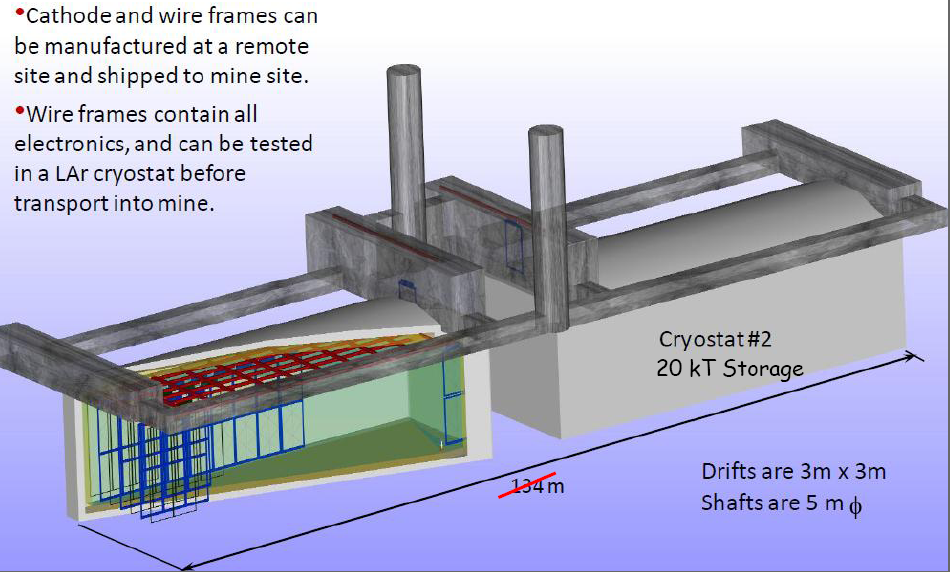 •Cathode and wire frames can
be manufactured at a remote
site and shipped to mine site.
•Wire frames contain all
electronics, and can be tested
in a LAr cryostat before
transport into mine.
Cryostat #2
20 kT Storage
134 m
Drifts are 3m x 3m
Shafts are 5 m ϕ